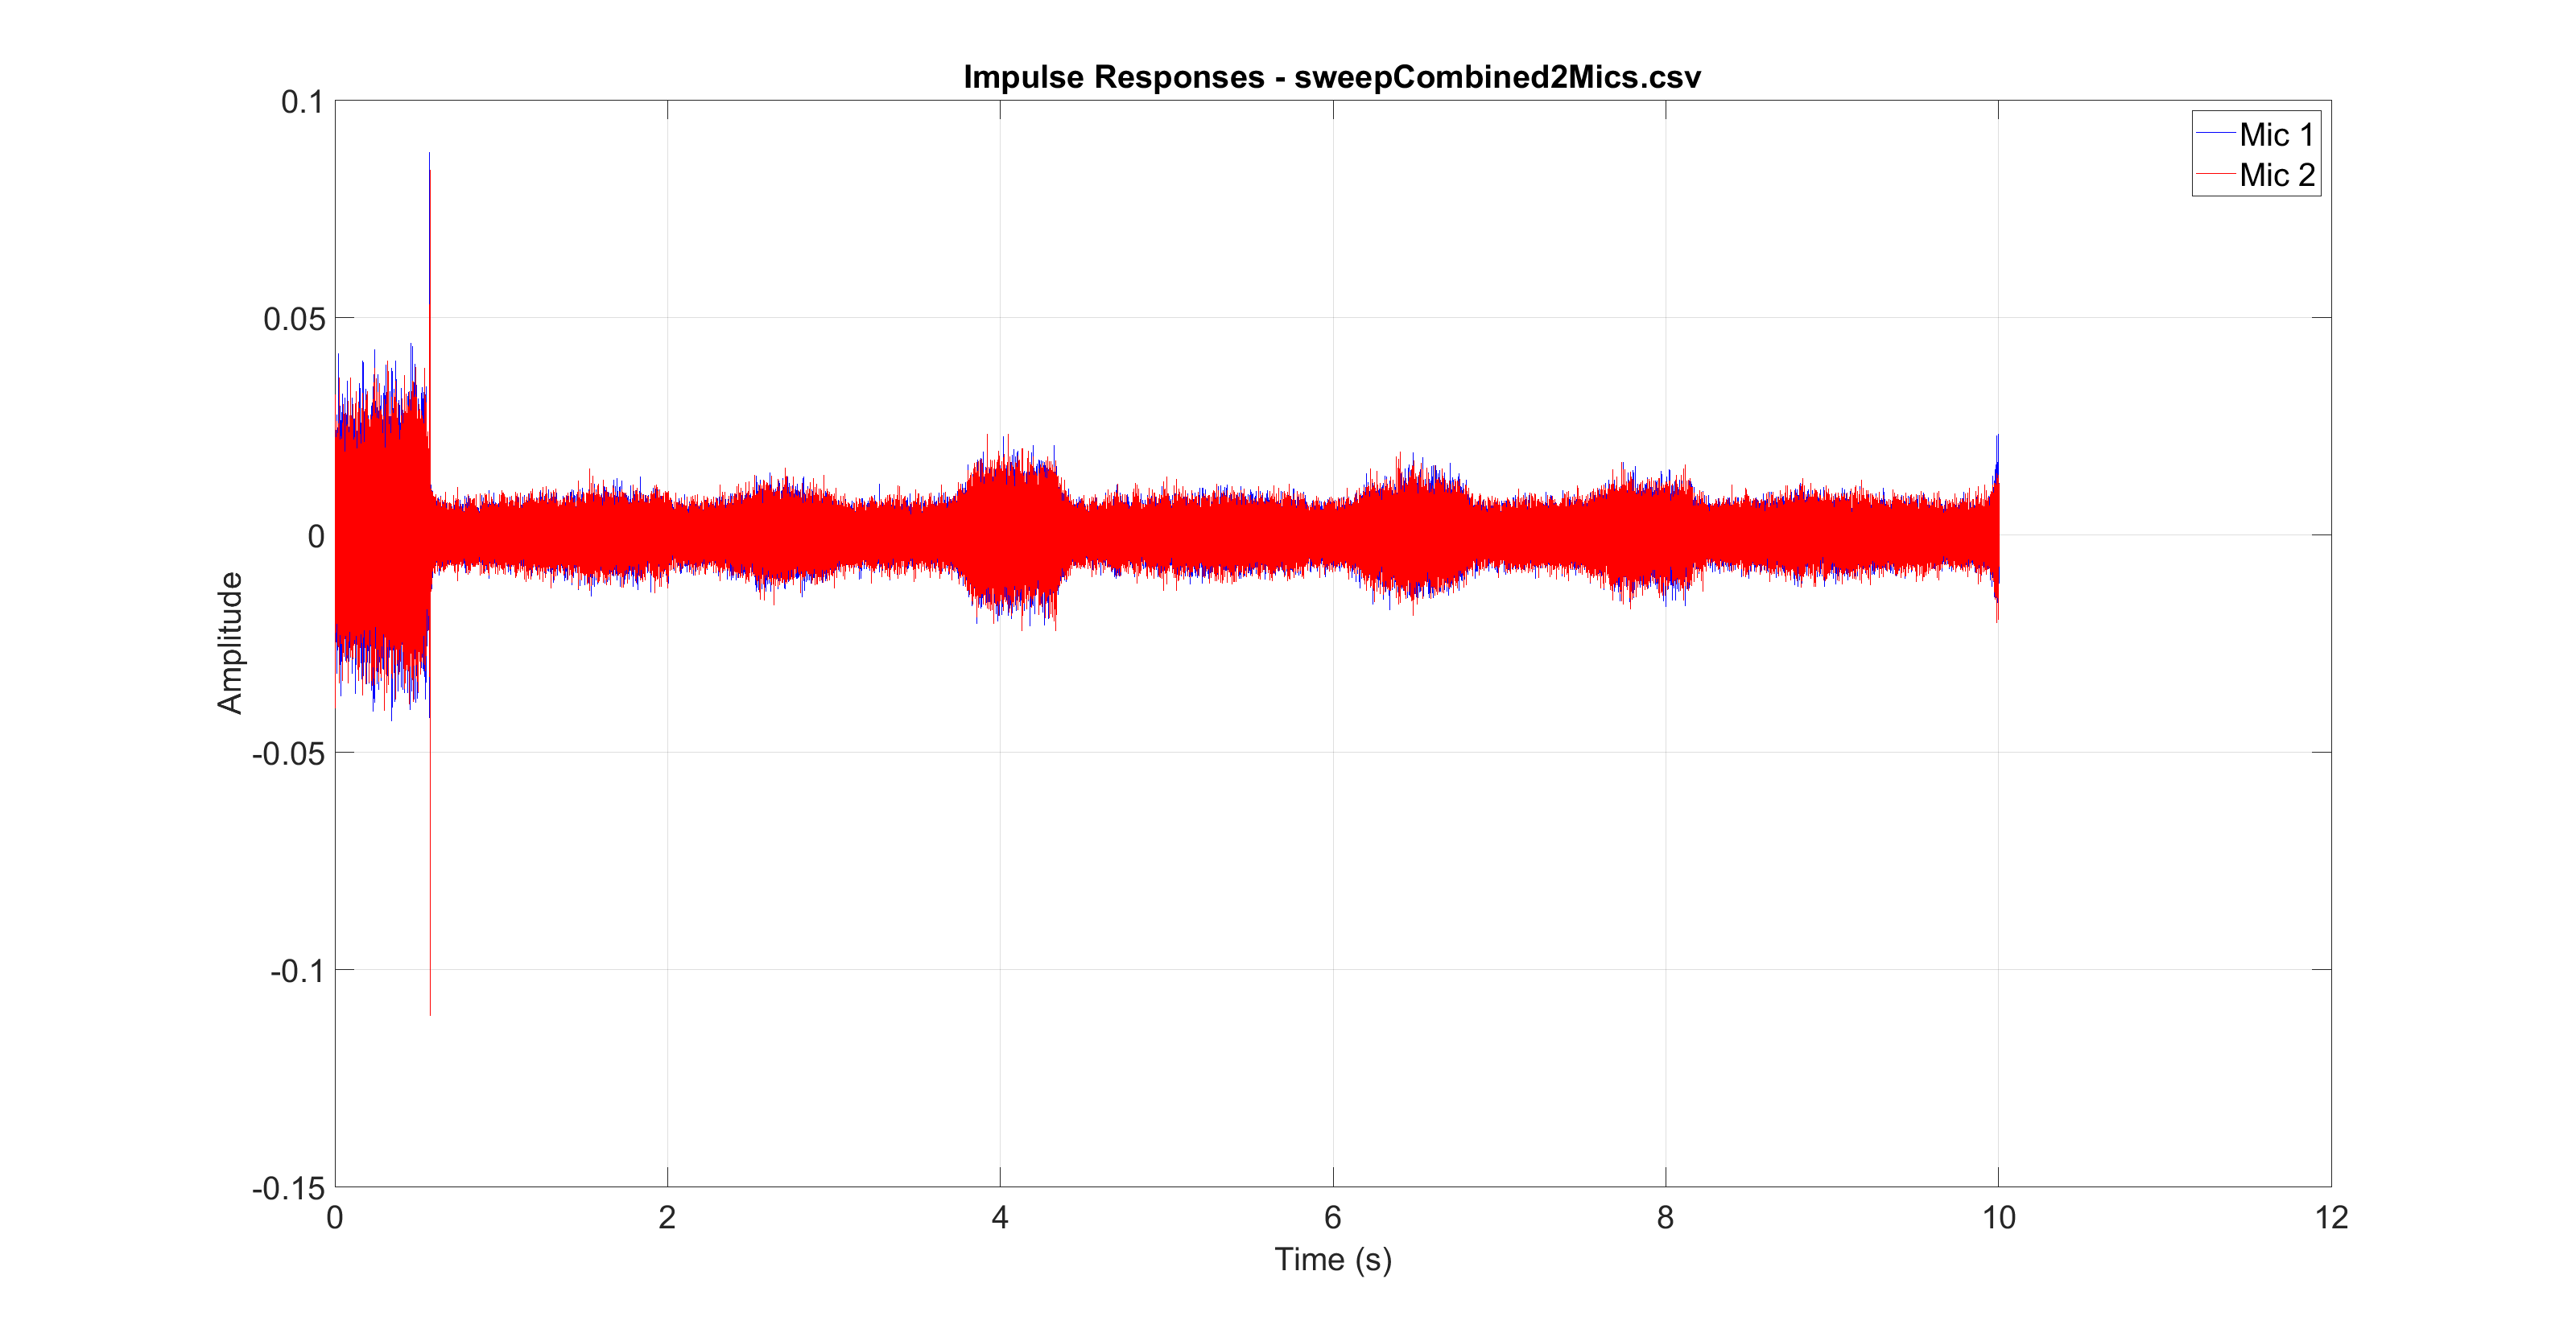 Impulse Responses - sweepCombined2Mics.csv
Mic 1
Mic 2
0.1
0.05
0
-0.05
-0.1
-0.15
Amplitude
0 2 4 6 8 10 12
Time (s)